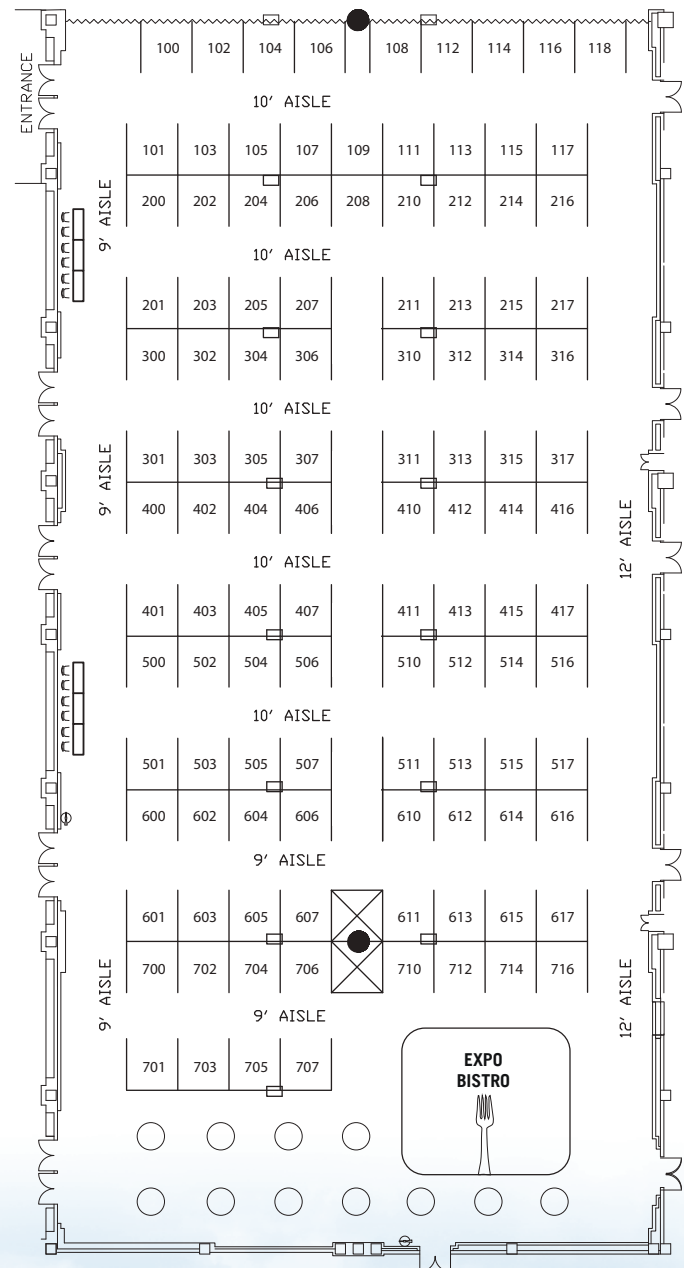 ENTRANCE
100 102 104 106 108 112 114 116 118
10' AISLE
101 103 105 107 109 111 113 115 117
200 202 204 206 208 210 212 214 216
9' AISLE
10' AISLE
201 203 205 207 211 213 215 217
300 302 304 306 310 312 314 316
10' AISLE
301 303 305 307 311 313 315 317
400 402 404 406 410 412 414 416
9' AISLE
12' AISLE
10' AISLE
401 403 405 407 411 413 415 417
500 502 504 506 510 512 514 516
10' AISLE
501 503 505 507 511 513 515 517
600 602 604 606 610 612 614 616
9' AISLE
601 603 605 607 611 613 615 617
700 702 704 706 710 712 714 716
9' AISLE
12' AISLE
9' AISLE
701 703 705 707
EXPO
BISTRO